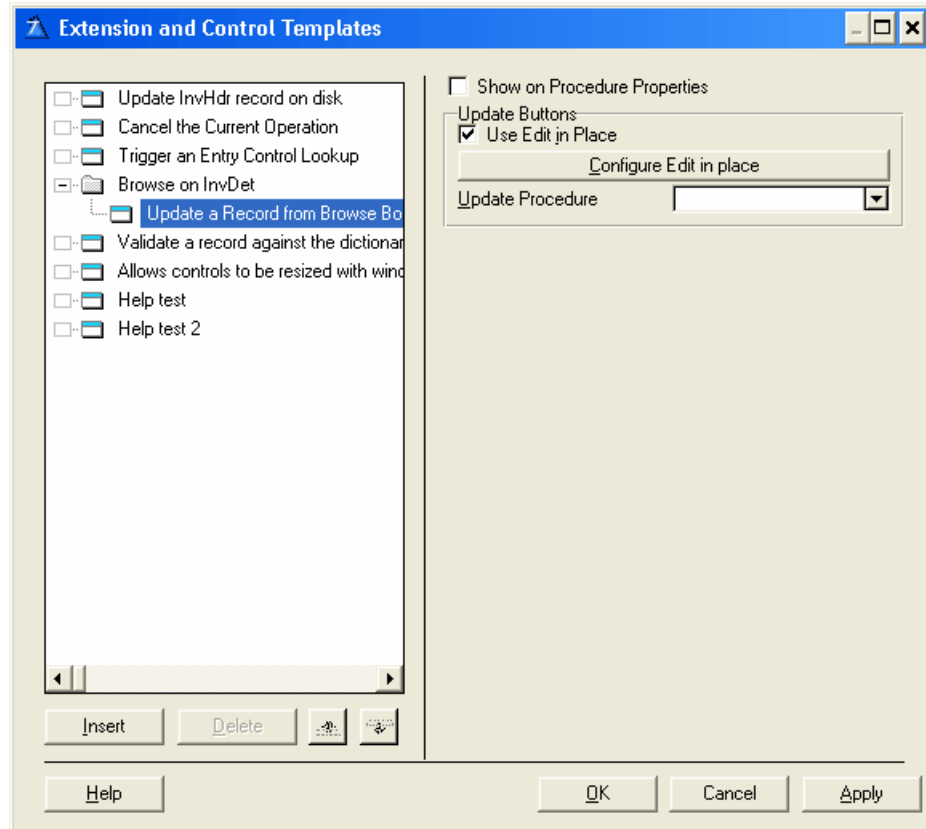 Extension and Control Templates
Update InvHdr record on disk
Cancel the Current Operation
Trigger an Entry Control Lookup
Browse on InvDet
Update a Record from Browse Bo
Validate a record against the dictionar
Allows controls to be resized with wind
Help test
Help test 2
Insert
Delete
Show on Procedure Properties
Update Buttons
Use Edit in Place
Configure Edit in place
Update Procedure
Help
OK
Cancel
Apply